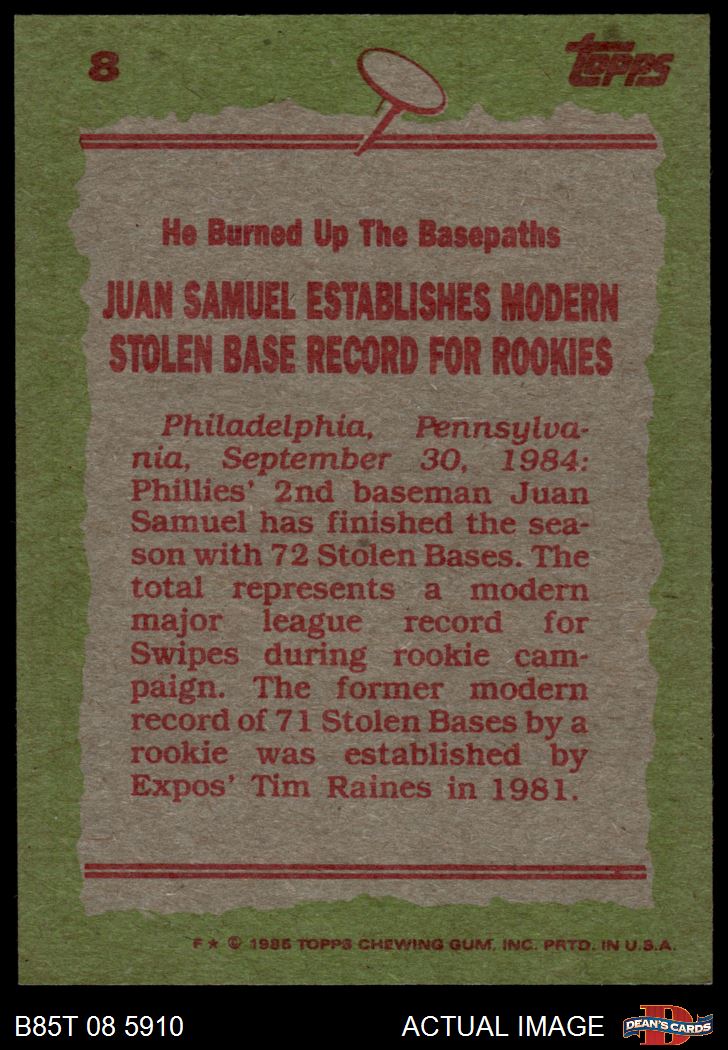 8
TOPPS
He Burned Up The Basepaths
JUAN SAMUEL ESTABLISHES MODERN
STOLEN BASE RECORD FOR ROOKIES
Philadelphia, Pennsylva-
nia, September 30, 1984:
Phillies' 2nd baseman Juan
Samuel has finished the sea-
son with 72 Stolen Bases. The
total represents a modern
major league record for
Swipes during rookie cam-
paign. The former modern
record of 71 Stolen Bases by a
rookie was established by
Expos' Tim Raines in 1981.
F★ © 1985 TOPPS CHEWING GUM, INC. PRTD. IN U.S.A.
B85T 08 5910 ACTUAL IMAGE D DEAN'S CARDS